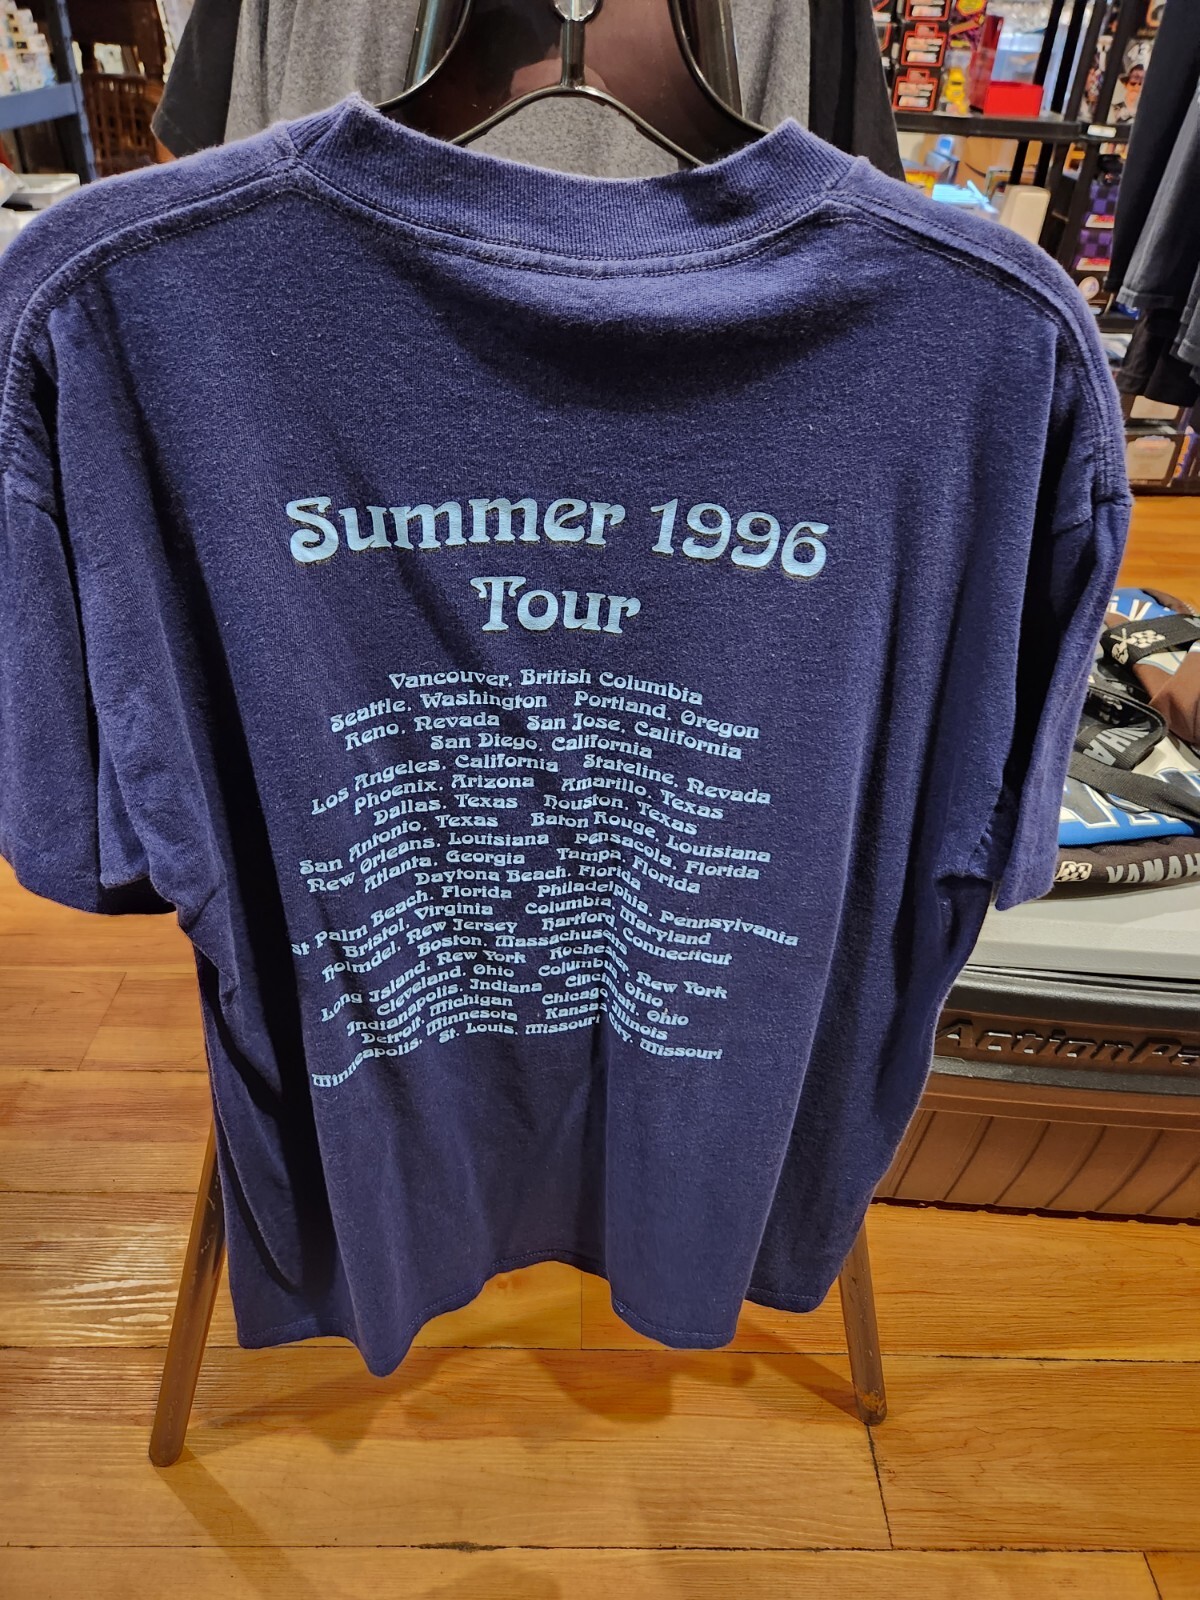 Summer 1996
Tour
Vancouver, British Columbia
Seattle, Washington Portland, Oregon
Reno, Nevada San Jose, California
San Diego, California
Los Angeles, California Stateline, Nevada
Phoenix, Arizona Amarillo, Texas
Dallas, Texas Houston, Texas
San Antonio, Texas Baton Rouge, Louisiana
New Orleans, Louisiana Pensacola, Florida
Atlanta, Georgia Tampa, Florida
Daytona Beach, Florida
st Palm Beach, Florida Philadelphia, Pennsylvania
Bristol, Virginia Columbia, Maryland
Holmdel, New Jersey Hartford, Connecticut
Boston, Massachusetts
Long Island, New York Rochester, New York
Cleveland, Ohio Columbus, Ohio
Indianapolis, Indiana Cincinnati, Ohio
Detroit, Michigan Chicago, Illinois
Minneapolis, Minnesota Kansas City, Missouri
St. Louis, Missouri
YAMAH
ActionPa